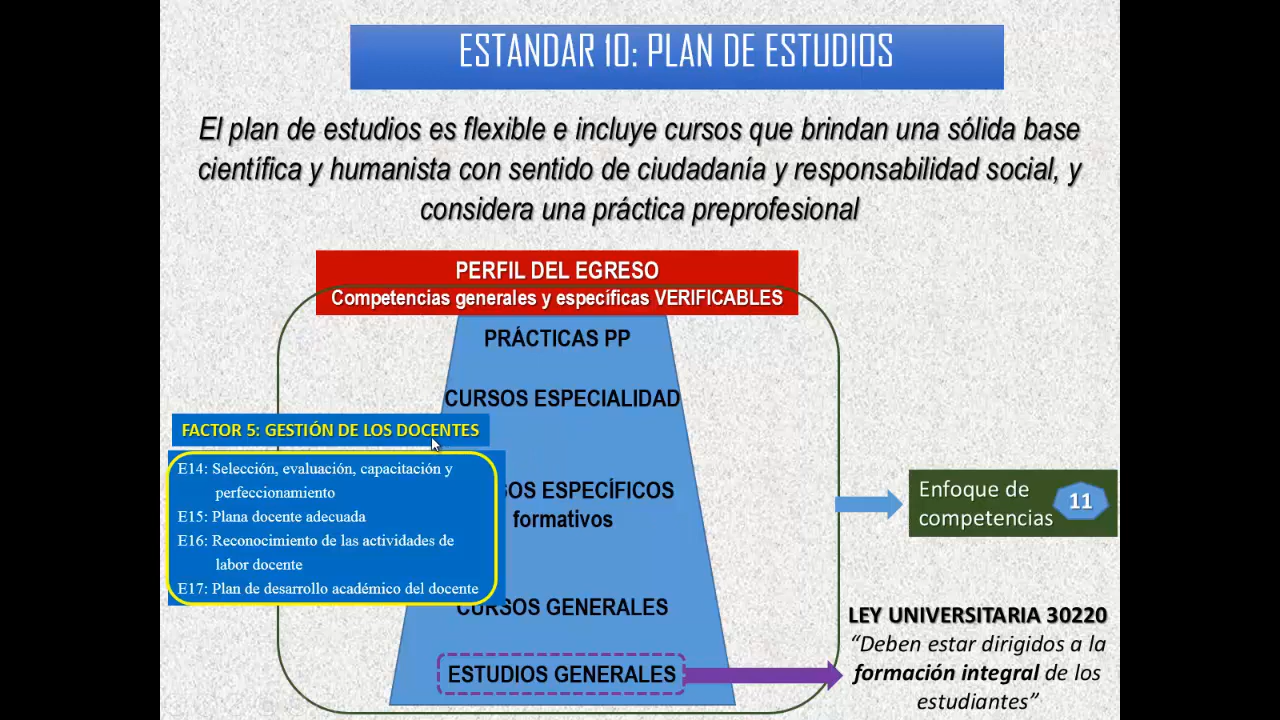 ESTANDAR 10: PLAN DE ESTUDIOS
El plan de estudios es flexible e incluye cursos que brindan una sólida base
científica y humanista con sentido de ciudadanía y responsabilidad social, y
considera una práctica preprofesional
PERFIL DEL EGRESO
Competencias generales y específicas VERIFICABLES
PRÁCTICAS PP
CURSOS ESPECIALIDAD
FACTOR 5: GESTIÓN DE LOS DOCENTES
E14: Selección, evaluación, capacitación y
perfeccionamiento
E15: Plana docente adecuada
E16: Reconocimiento de las actividades de
labor docente
E17: Plan de desarrollo académico del docente
OS ESPECÍFICOS
formativos
CURSOS GENERALES
ESTUDIOS GENERALES
Enfoque de
competencias
11
LEY UNIVERSITARIA 30220
“Deben estar dirigidos a la
formación integral de los
estudiantes”